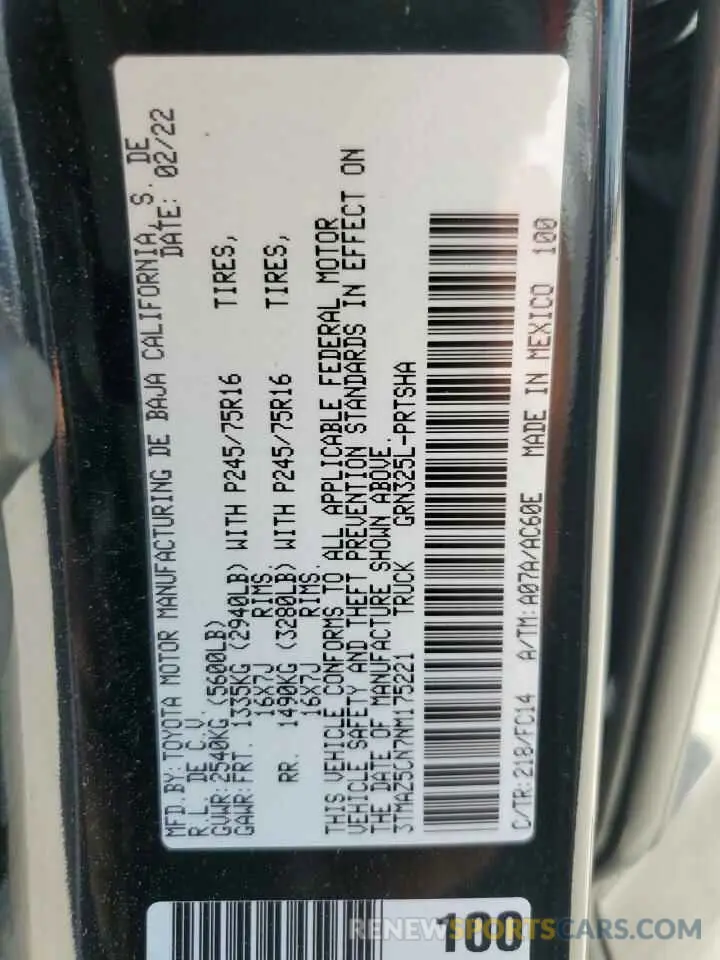 MFD.BY:TOYOTA MOTOR MANUFACTURING DE BAJA CALIFORNIA, S. DE
R.L. DE C.V. DATE: 02/22
GVWR:2540KG (5600LB)
GAWR:FRT. 1335KG (2940LB) WITH P245/75R16 TIRES,
16X7J RIMS.
RR. 1490KG (3280LB) WITH P245/75R16 TIRES,
16X7J RIMS.
THIS VEHICLE CONFORMS TO ALL APPLICABLE FEDERAL MOTOR
VEHICLE SAFETY AND THEFT PREVENTION STANDARDS IN EFFECT ON
THE DATE OF MANUFACTURE SHOWN ABOVE.
3TMAZ5CN7NM175221 TRUCK GRN325L-PRTSHA
C/TR:218/FC14 A/TM:A07A/AC60E MADE IN MEXICO 100
100
RENEWSPORTSCARS.COM